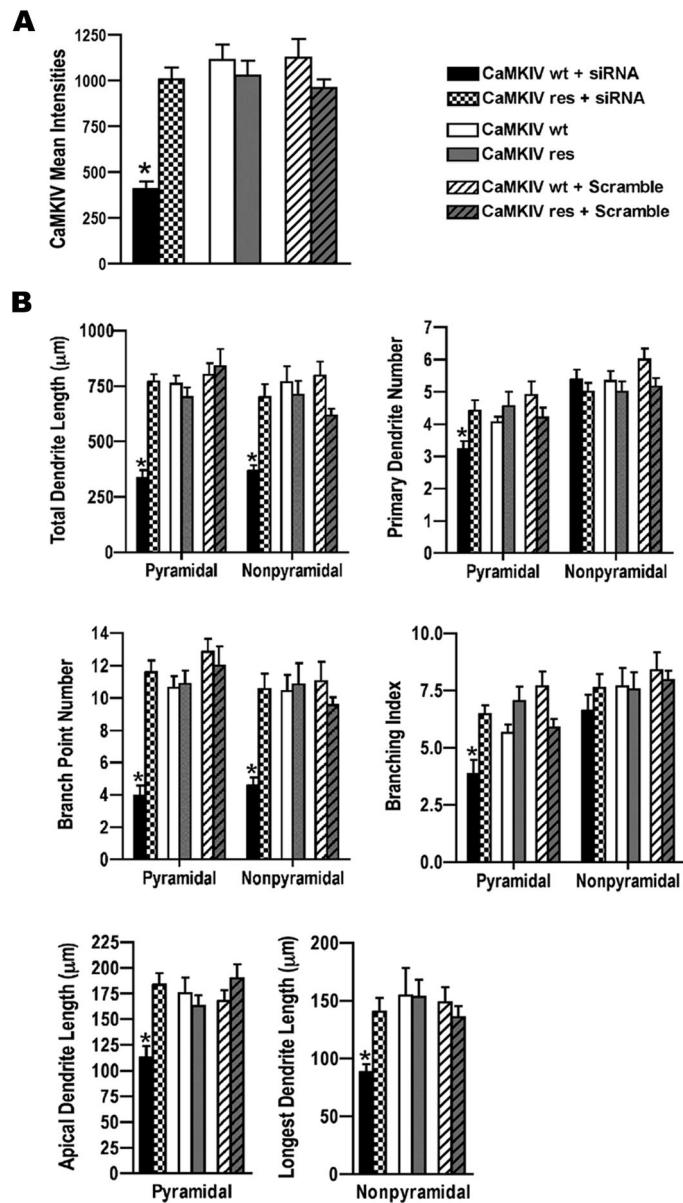 A
CaMKIV Mean Intensities
1250
1000
750
500
250
0
*
CaMKIV wt + siRNA
CaMKIV res + siRNA
CaMKIV wt
CaMKIV res
CaMKIV wt + Scramble
CaMKIV res + Scramble
B
Total Dendrite Length (µm)
1000
750
500
250
0
*
*
Pyramidal Nonpyramidal
Primary Dendrite Number
7
6
5
4
3
2
1
0
*
Pyramidal Nonpyramidal
Branch Point Number
14
12
10
8
6
4
2
0
*
*
Pyramidal Nonpyramidal
Branching Index
10.0
7.5
5.0
2.5
0.0
*
Pyramidal Nonpyramidal
Apical Dendrite Length (µm)
225
200
175
150
125
100
75
50
25
0
*
Pyramidal
Longest Dendrite Length (µm)
200
150
100
50
0
*
Nonpyramidal